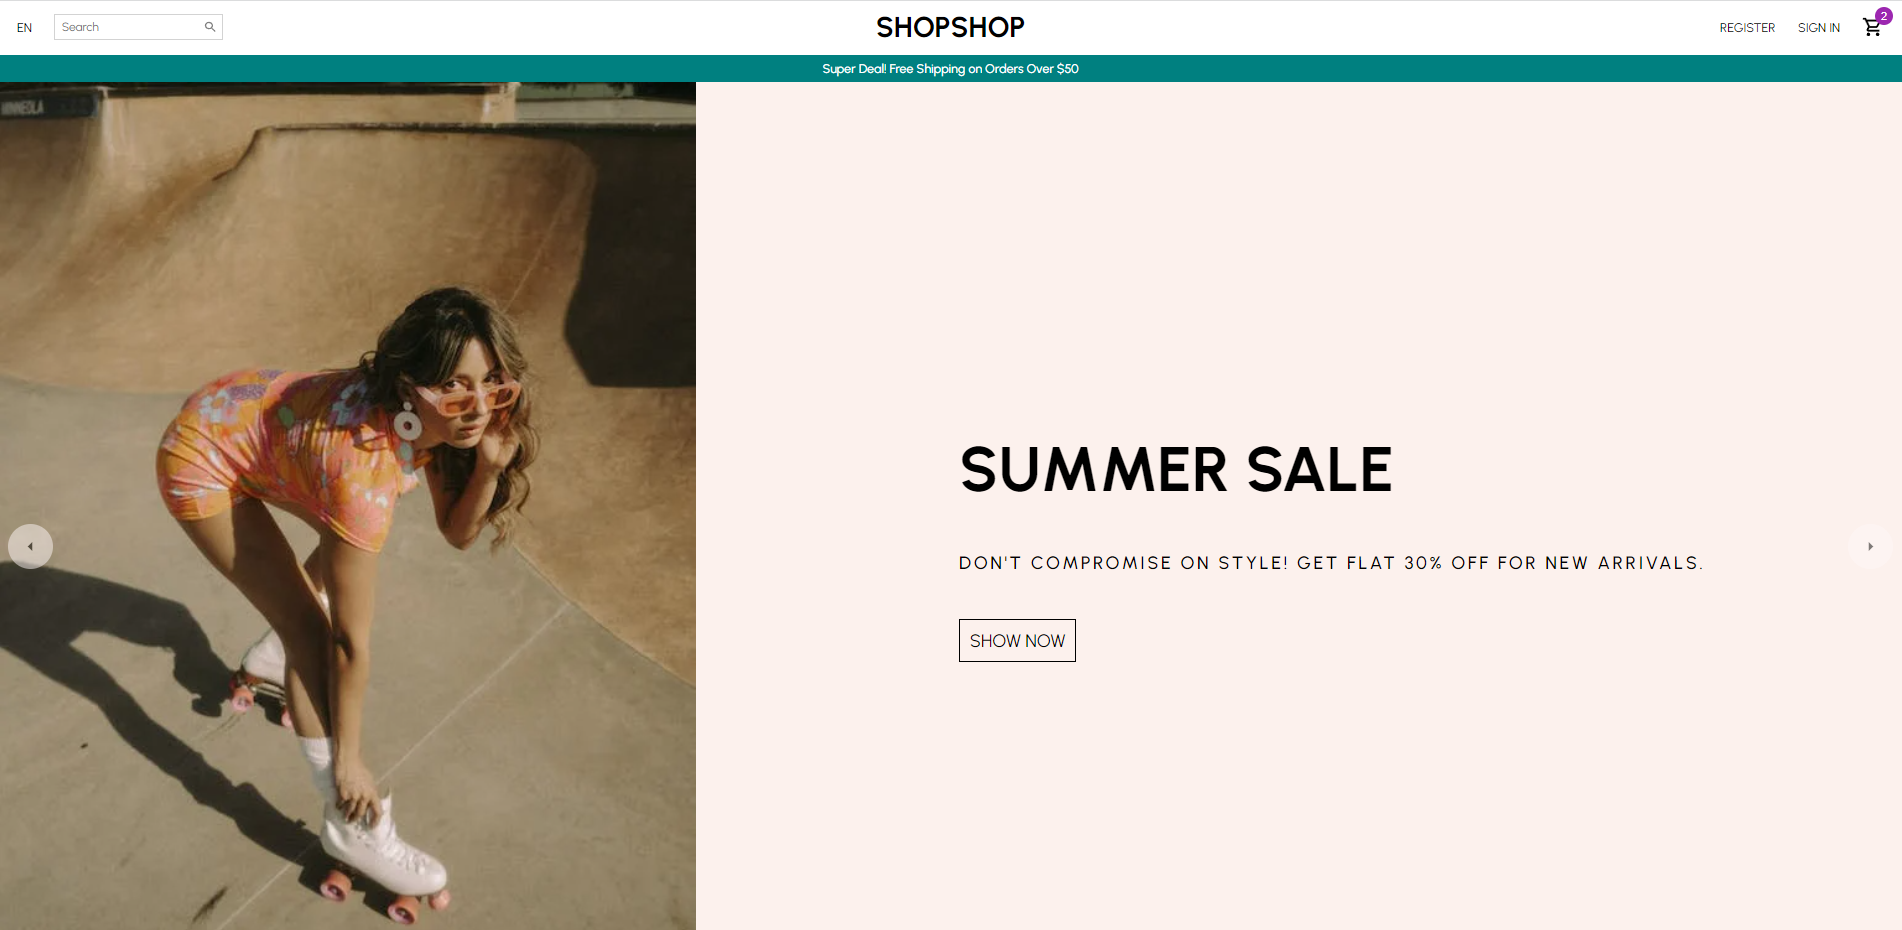 EN
Search
SHOPSHOP
REGISTER
SIGN IN
2
Super Deal! Free Shipping on Orders Over $50
MINNEOLA
SUMMER SALE
DON'T COMPROMISE ON STYLE! GET FLAT 30% OFF FOR NEW ARRIVALS.
SHOW NOW